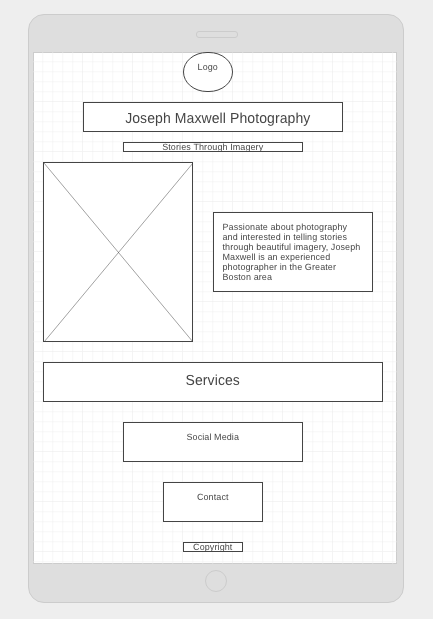 Logo
Joseph Maxwell Photography
Stories Through Imagery
Passionate about photography
and interested in telling stories
through beautiful imagery, Joseph
Maxwell is an experienced
photographer in the Greater
Boston area
Services
Social Media
Contact
Copyright